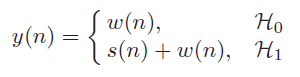 y(n) = { w(n), ℋ₀
s(n) + w(n), ℋ₁